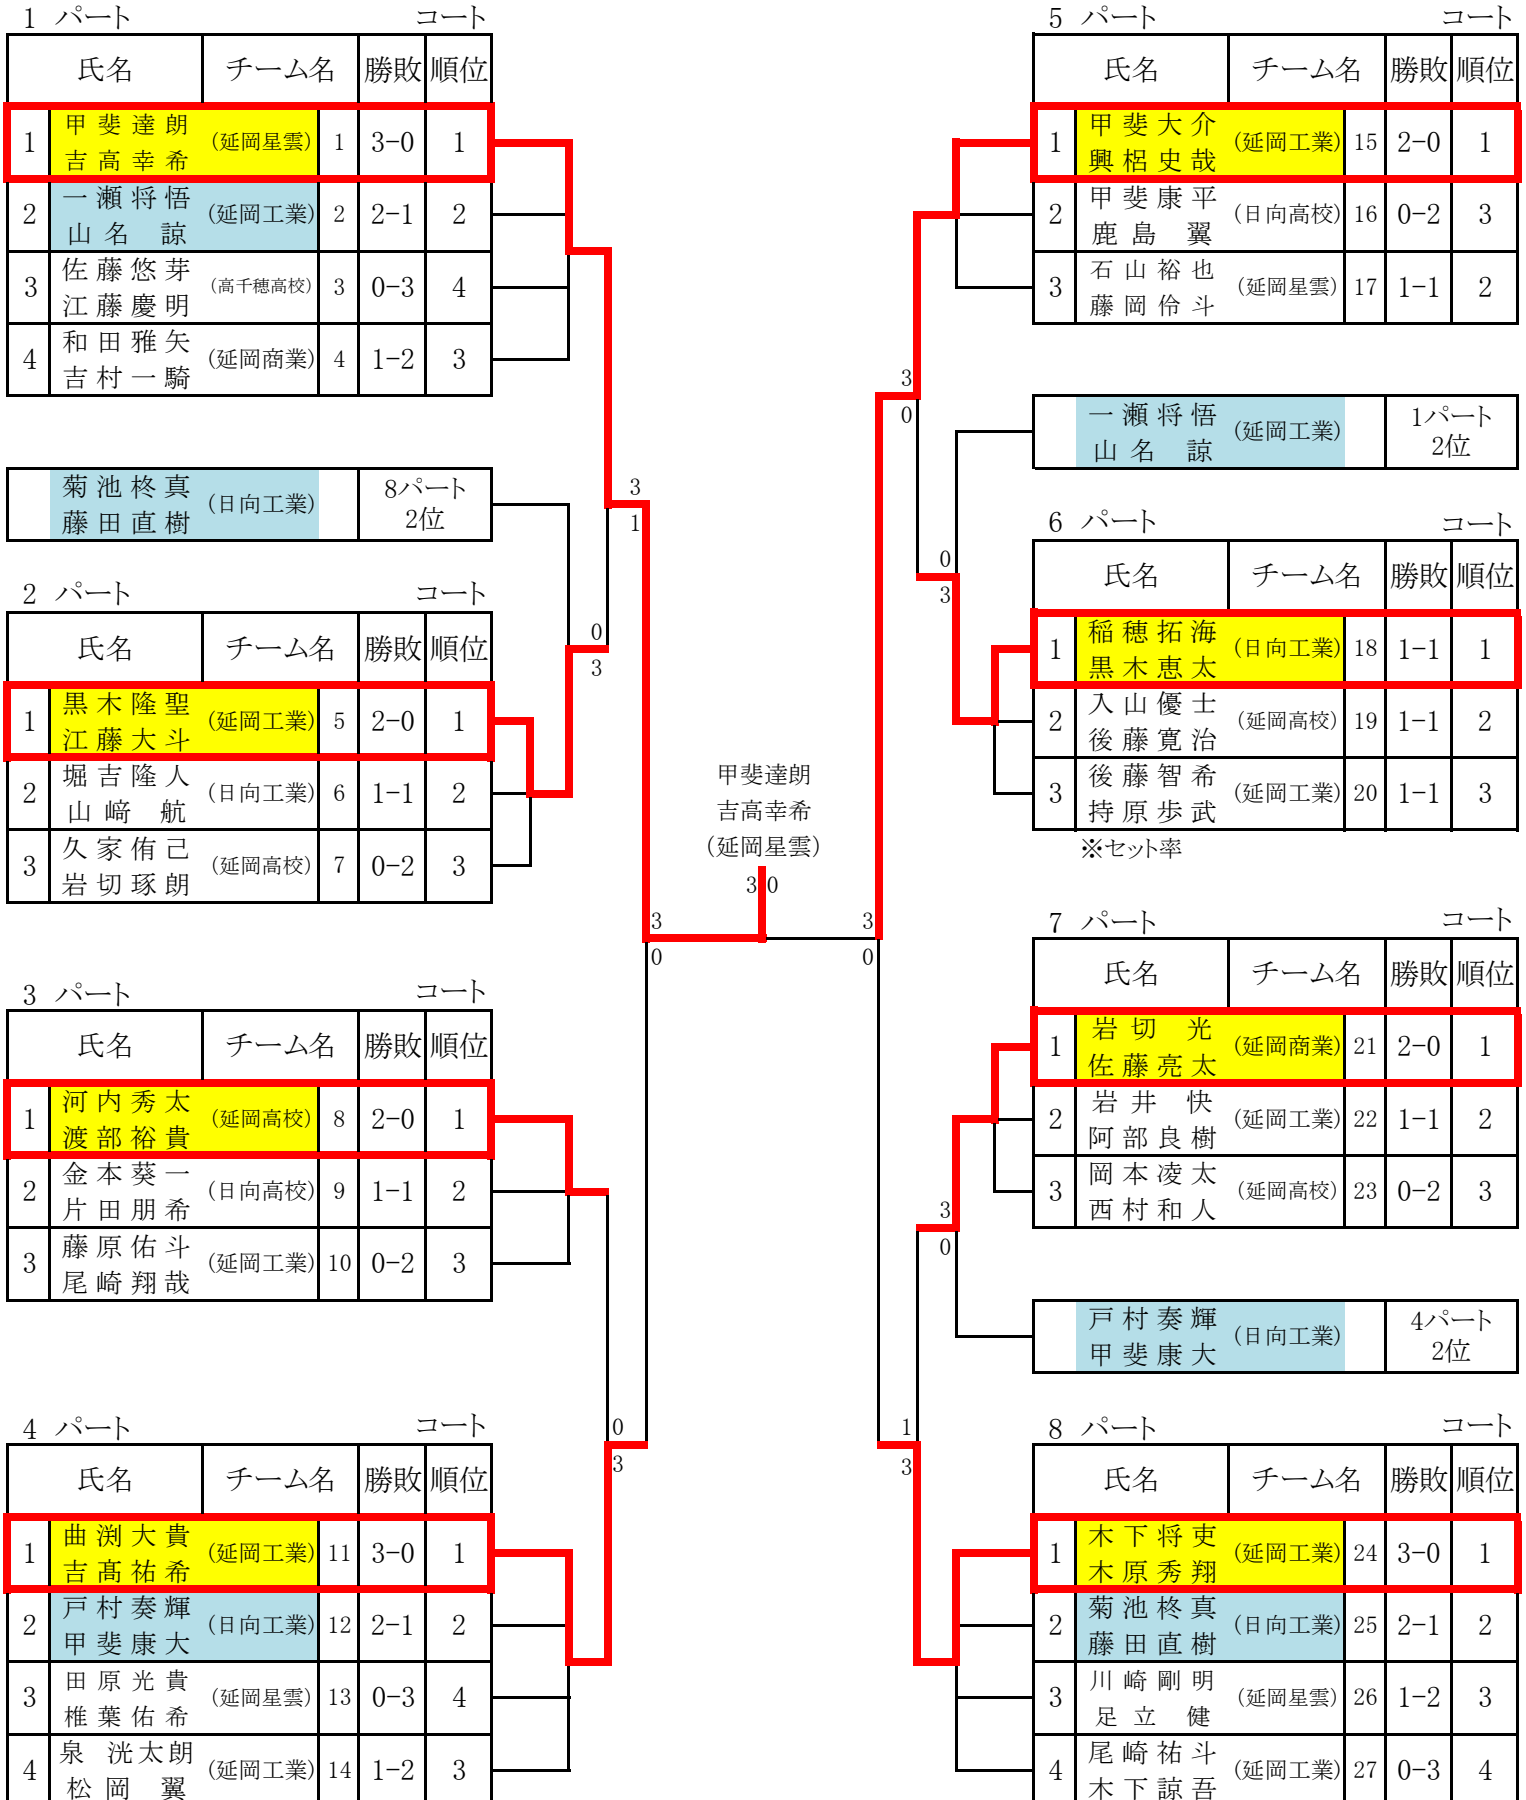 1 パート コート
氏名 チーム名 勝敗 順位
1 甲斐達朗 吉高幸希 (延岡星雲) 1 3-0 1
2 一瀬将悟 山名 諒 (延岡工業) 2 2-1 2
3 佐藤悠芽 江藤慶明 (高千穂高校) 3 0-3 4
4 和田雅矢 吉村一騎 (延岡商業) 4 1-2 3
菊池柊真 藤田直樹 (日向工業) 8パート 2位
2 パート コート
氏名 チーム名 勝敗 順位
1 黒木隆聖 江藤大斗 (延岡工業) 5 2-0 1
2 堀吉隆人 山﨑 航 (日向工業) 6 1-1 2
3 久家侑己 岩切琢朗 (延岡高校) 7 0-2 3
3 パート コート
氏名 チーム名 勝敗 順位
1 河内秀太 渡部裕貴 (延岡高校) 8 2-0 1
2 金本葵一 片田朋希 (日向高校) 9 1-1 2
3 藤原佑斗 尾崎翔哉 (延岡工業) 10 0-2 3
4 パート コート
氏名 チーム名 勝敗 順位
1 曲渕大貴 吉髙祐希 (延岡工業) 11 3-0 1
2 戸村奏輝 甲斐康大 (日向工業) 12 2-1 2
3 田原光貴 椎葉佑希 (延岡星雲) 13 0-3 4
4 泉 洸太朗 松岡 翼 (延岡工業) 14 1-2 3
3
1
0
3
3
0
0
3
甲斐達朗
吉高幸希
(延岡星雲)
3 0
3
0
3
0
0
3
3
0
1
3
5 パート コート
氏名 チーム名 勝敗 順位
1 甲斐大介 興梠史哉 (延岡工業) 15 2-0 1
2 甲斐康平 鹿島 翼 (日向高校) 16 0-2 3
3 石山裕也 藤岡伶斗 (延岡星雲) 17 1-1 2
一瀬将悟 山名 諒 (延岡工業) 1パート 2位
6 パート コート
氏名 チーム名 勝敗 順位
1 稲穂拓海 黒木恵太 (日向工業) 18 1-1 1
2 入山優士 後藤寛治 (延岡高校) 19 1-1 2
3 後藤智希 持原歩武 (延岡工業) 20 1-1 3
※セット率
7 パート コート
氏名 チーム名 勝敗 順位
1 岩切 光 佐藤亮太 (延岡商業) 21 2-0 1
2 岩井 快 阿部良樹 (延岡工業) 22 1-1 2
3 岡本凌太 西村和人 (延岡高校) 23 0-2 3
戸村奏輝 甲斐康大 (日向工業) 4パート 2位
8 パート コート
氏名 チーム名 勝敗 順位
1 木下将吏 木原秀翔 (延岡工業) 24 3-0 1
2 菊池柊真 藤田直樹 (日向工業) 25 2-1 2
3 川崎剛明 足立 健 (延岡星雲) 26 1-2 3
4 尾崎祐斗 木下諒吾 (延岡工業) 27 0-3 4